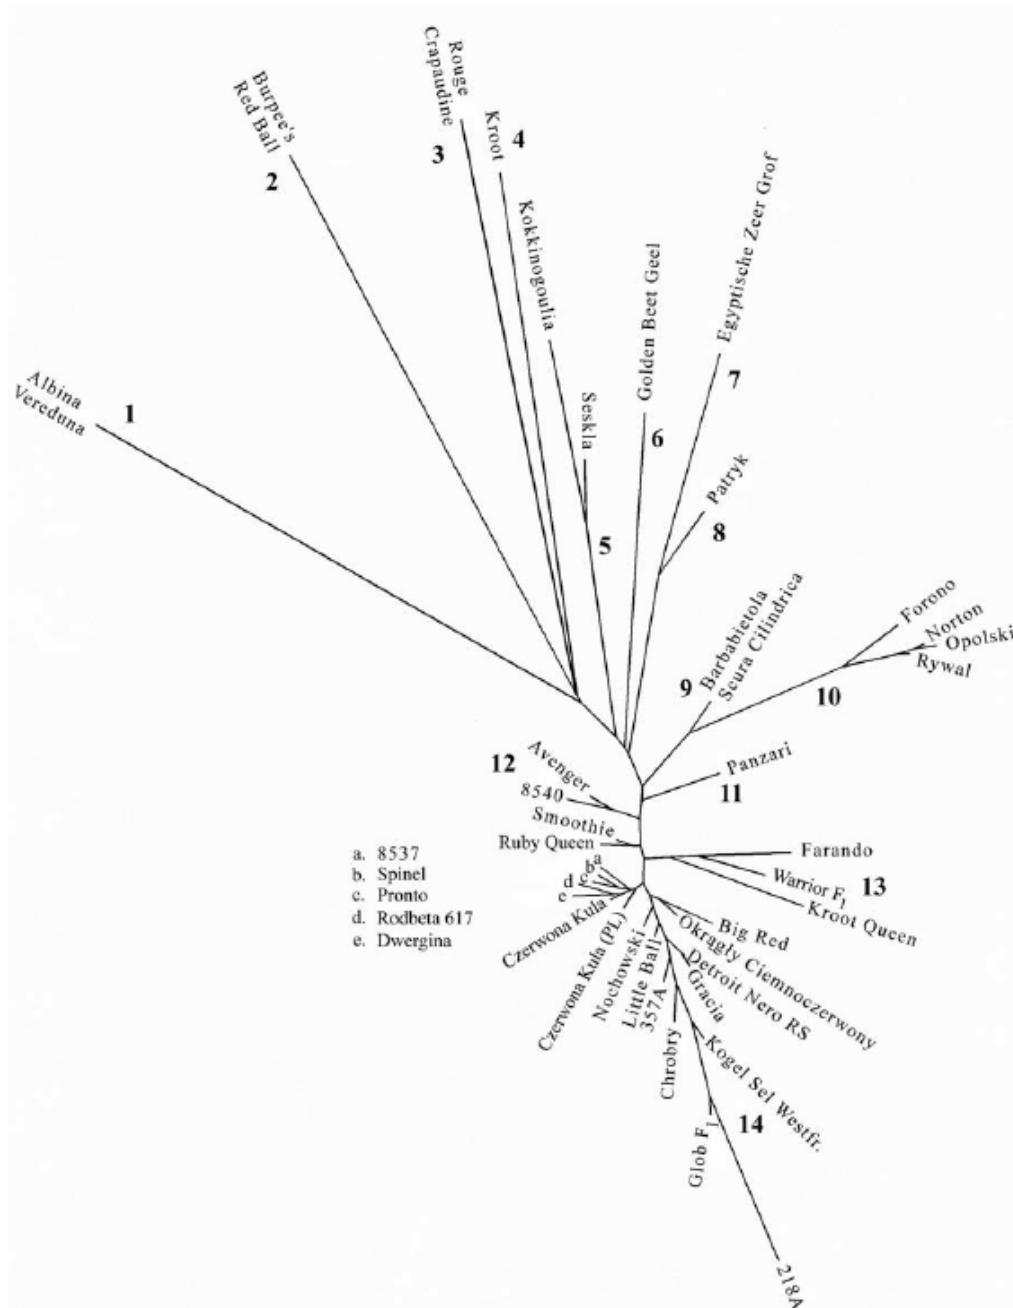 Rouge
Crapaudine
3
Kroot
4
Burpee's
Red Ball
2
Kokkinogoulia
Egyptische Zeer Grof
7
Golden Beet Geel
6
Albina
Vereduna
1
Seskla
5
Patryk
8
Barbabietola
Scura Cilindrica
9
Forono
Norton
Opolski
Rywal
10
Panzari
11
12
Avenger
8540
Smoothie
Ruby Queen
Farando
Warrior F1
13
Kroot Queen
a
b
c
d
e
a. 8537
b. Spinel
c. Pronto
d. Rodbeta 617
e. Dwergina
Czerwona Kula
Czerwona Kula (PL)
Nochowski
Little Ball
357A
Big Red
Okrągły Ciemnoczerwony
Detroit Nero RS
Gracia
Chrobry
Kogel Sel Westfr.
Glob F1
14
218A